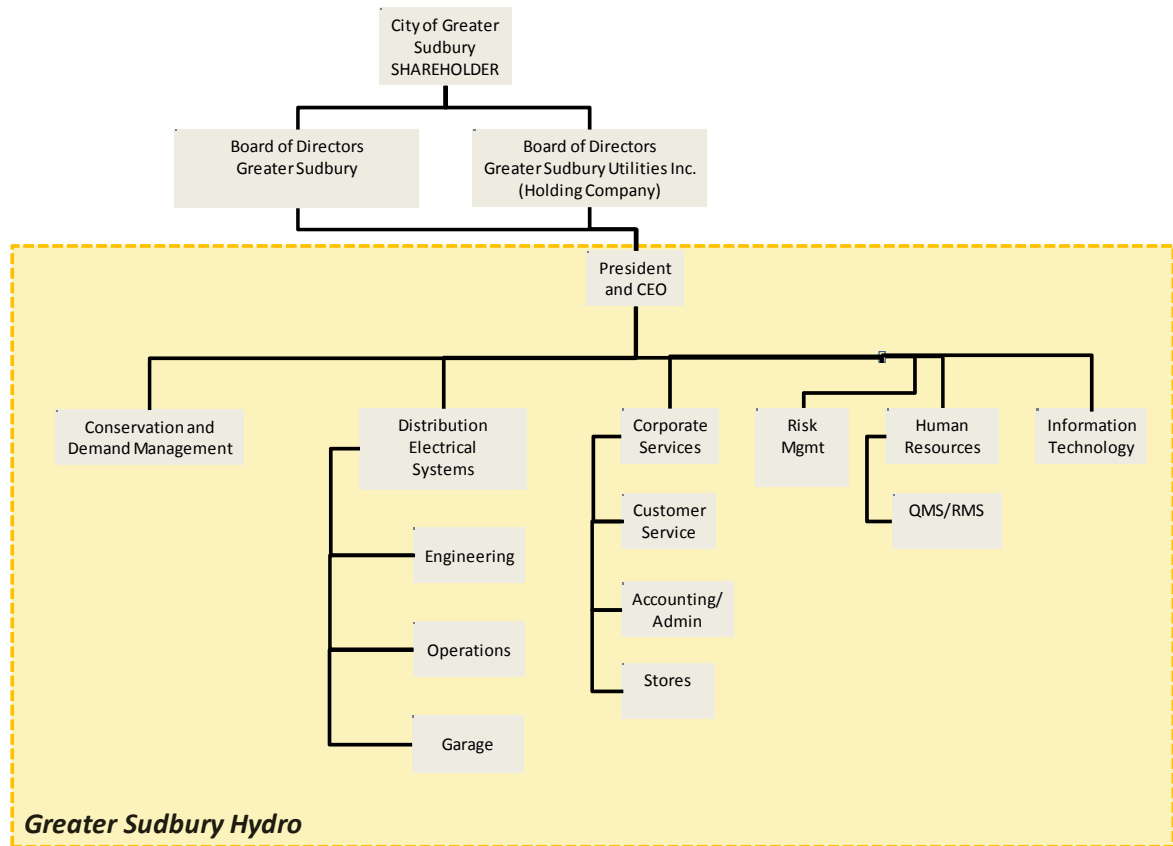 City of Greater
Sudbury
SHAREHOLDER
Board of Directors
Greater Sudbury
Board of Directors
Greater Sudbury Utilities Inc.
(Holding Company)
President
and CEO
Conservation and
Demand Management
Distribution
Electrical
Systems
Corporate
Services
Risk
Mgmt
Human
Resources
Information
Technology
Engineering
Operations
Garage
Customer
Service
Accounting/
Admin
Stores
QMS/RMS
Greater Sudbury Hydro